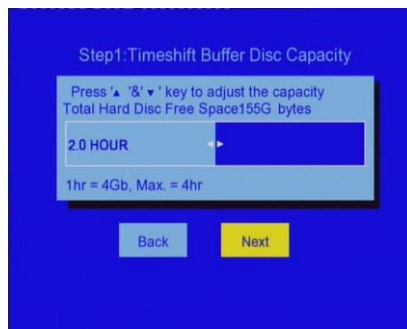 Step1:Timeshift Buffer Disc Capacity
Press '▲ '&' ▼ ' key to adjust the capacity
Total Hard Disc Free Space155G bytes
2.0 HOUR
1hr = 4Gb, Max. = 4hr
Back
Next